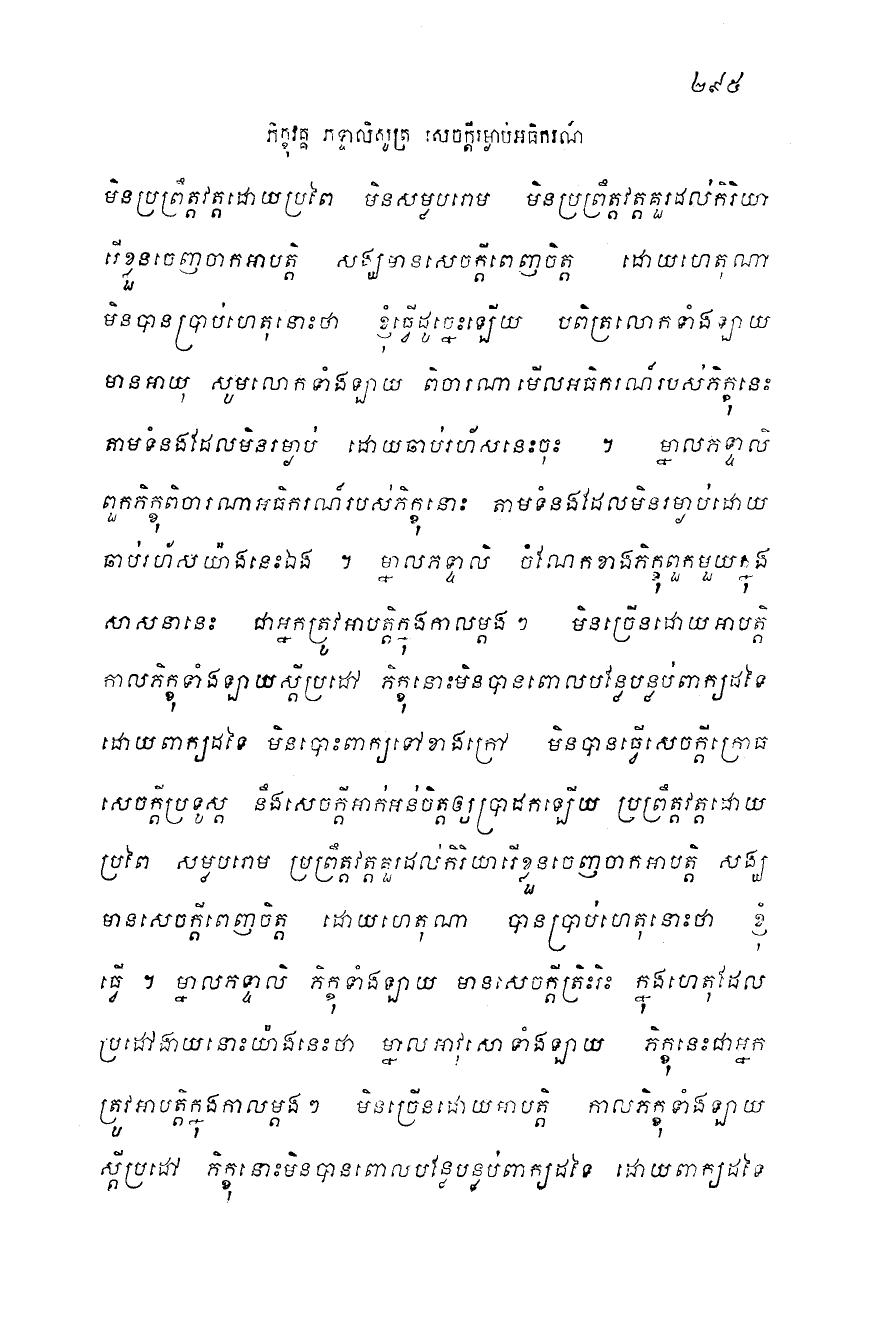 ២៩៥
ភិក្ខុវគ្គ ភទ្ទាលិសូត្រ សេចក្តីរម្ងាប់អធិករណ៍
មិនប្រព្រឹត្តវត្តដោយប្រពៃ មិនសម្ងបរោម មិនប្រព្រឹត្តវត្តគួរដល់កិរិយា
រើខ្លួនចេញចាកអាបត្តិ សង្ឃមានសេចក្តីពេញចិត្ត ដោយហេតុណា
មិនបានប្រាប់ហេតុនោះថា ខ្ញុំធ្វើដូច្នេះឡើយ បពិត្រលោកទាំងឡាយ
មានអាយុ សូមលោកទាំងឡាយ ពិចារណាមើលអធិករណ៍របស់ភិក្ខុនេះ
តាមទំនងដែលមិនរម្ងាប់ ដោយឆាប់រហ័សនេះចុះ ។ ម្នាលភទ្ទាលិ
ពួកភិក្ខុពិចារណាអធិករណ៍របស់ភិក្ខុនោះ តាមទំនងដែលមិនរម្ងាប់ដោយ
ឆាប់រហ័សយ៉ាងនេះឯង ។ ម្នាលភទ្ទាលិ ចំណែកខាងភិក្ខុពួកមួយក្នុង
សាសនានេះ ជាអ្នកត្រូវអាបត្តិក្នុងកាលម្តងៗ មិនច្រើនដោយអាបត្តិ
កាលភិក្ខុទាំងឡាយស្តីប្រដៅ ភិក្ខុនោះមិនបានពោលបន្លែបន្លប់ពាក្យដទៃ
ដោយពាក្យដទៃ មិនបោះពាក្យទៅខាងក្រៅ មិនបានធ្វើសេចក្តីក្រោធ
សេចក្តីប្រទូស្ត នឹងសេចក្តីអាក់អន់ចិត្តឲ្យប្រាដកឡើយ ប្រព្រឹត្តវត្តដោយ
ប្រពៃ សម្ងបរោម ប្រព្រឹត្តវត្តគួរដល់កិរិយារើខ្លួនចេញចាកអាបត្តិ សង្ឃ
មានសេចក្តីពេញចិត្ត ដោយហេតុណា បានប្រាប់ហេតុនោះថា ខ្ញុំ
ធ្វើ ។ ម្នាលភទ្ទាលិ ភិក្ខុទាំងឡាយ មានសេចក្តីត្រិះរិះ ក្នុងហេតុដែល
ប្រដៅងាយនោះយ៉ាងនេះថា ម្នាលអាវុសោទាំងឡាយ ភិក្ខុនេះជាអ្នក
ត្រូវអាបត្តិក្នុងកាលម្តងៗ មិនច្រើនដោយអាបត្តិ កាលភិក្ខុទាំងឡាយ
ស្តីប្រដៅ ភិក្ខុនោះមិនបានពោលបន្លែបន្លប់ពាក្យដទៃ ដោយពាក្យដទៃ